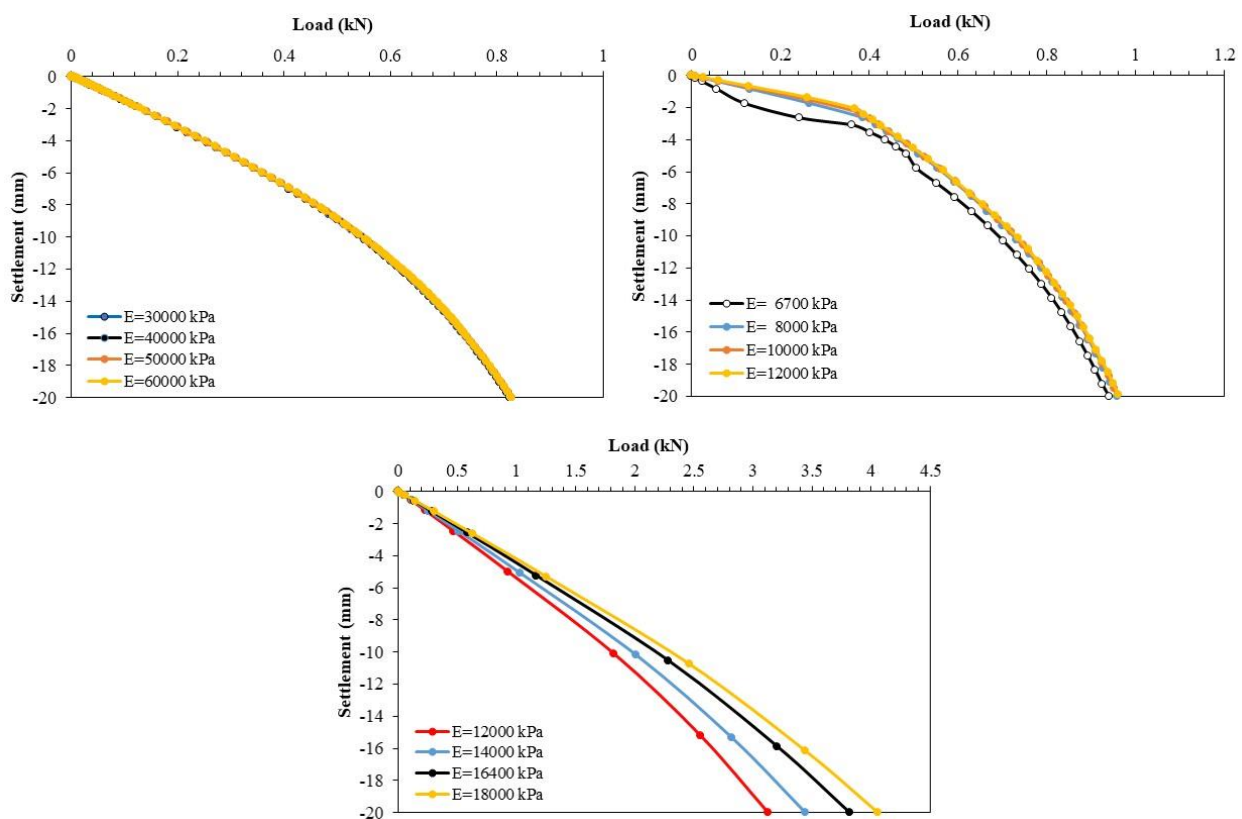 Load (kN)
0 0.2 0.4 0.6 0.8 1
0
-2
-4
-6
-8
-10
-12
-14
-16
-18
-20
Settlement (mm)
E=30000 kPa
E=40000 kPa
E=50000 kPa
E=60000 kPa
Load (kN)
0 0.2 0.4 0.6 0.8 1 1.2
0
-2
-4
-6
-8
-10
-12
-14
-16
-18
-20
Settlement (mm)
E= 6700 kPa
E= 8000 kPa
E=10000 kPa
E=12000 kPa
Load (kN)
0 0.5 1 1.5 2 2.5 3 3.5 4 4.5
0
-2
-4
-6
-8
-10
-12
-14
-16
-18
-20
Settlement (mm)
E=12000 kPa
E=14000 kPa
E=16400 kPa
E=18000 kPa